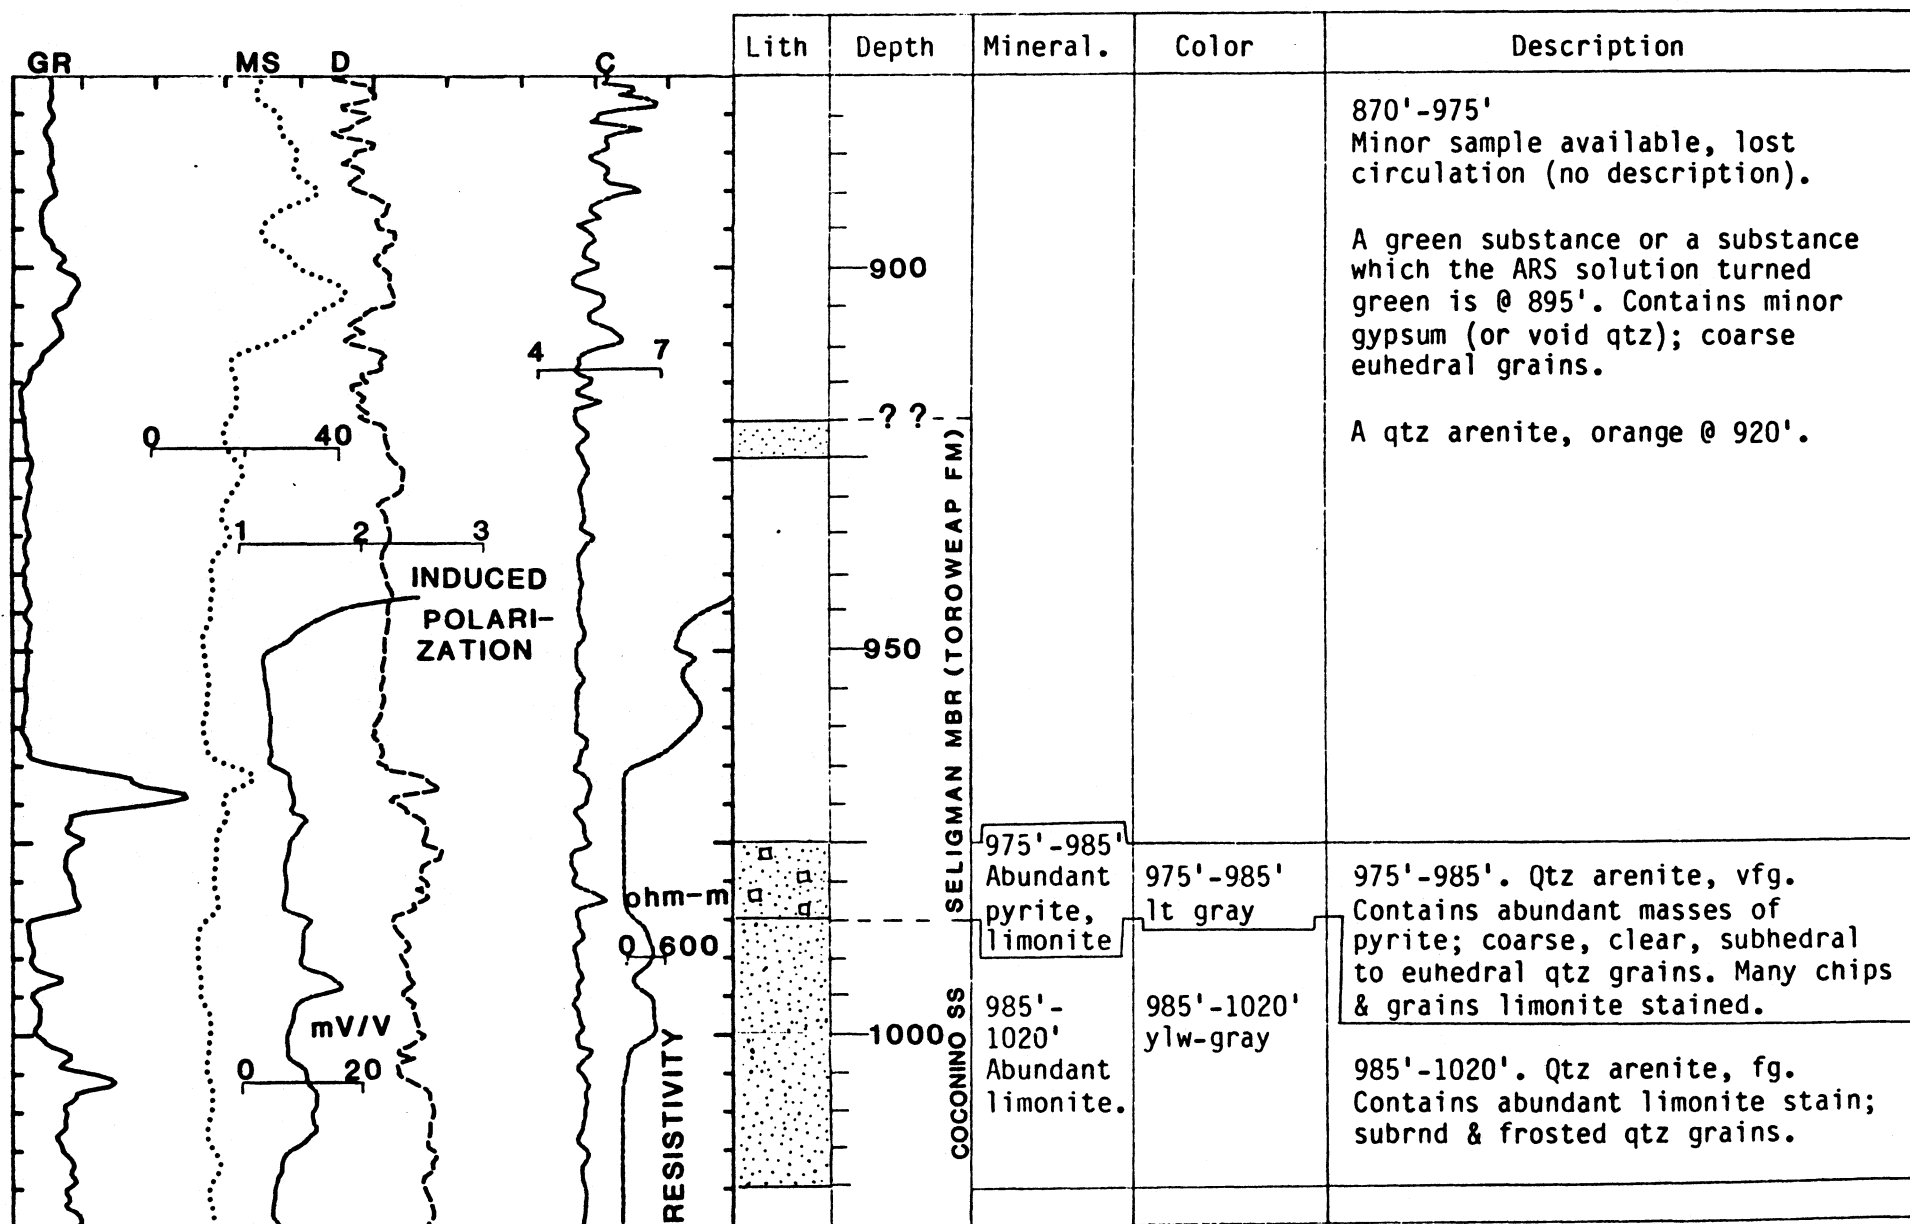 GR MS D C
Lith Depth Mineral. Color Description
870'-975'
Minor sample available, lost
circulation (no description).
A green substance or a substance
which the ARS solution turned
green is @ 895'. Contains minor
gypsum (or void qtz); coarse
euhedral grains.
A qtz arenite, orange @ 920'.
900
4 7
? ?
0 40
1 2 3
INDUCED
POLARI-
ZATION
950
SELIGMAN MBR (TOROWEAP FM)
975'-985'
Abundant
pyrite,
limonite
975'-985'
lt gray
975'-985'. Qtz arenite, vfg.
Contains abundant masses of
pyrite; coarse, clear, subhedral
to euhedral qtz grains. Many chips
& grains limonite stained.
ohm-m
0 600
mV/V
0 20
RESISTIVITY
1000
COCONINO SS
985'-
1020'
Abundant
limonite.
985'-1020'
ylw-gray
985'-1020'. Qtz arenite, fg.
Contains abundant limonite stain;
subrnd & frosted qtz grains.